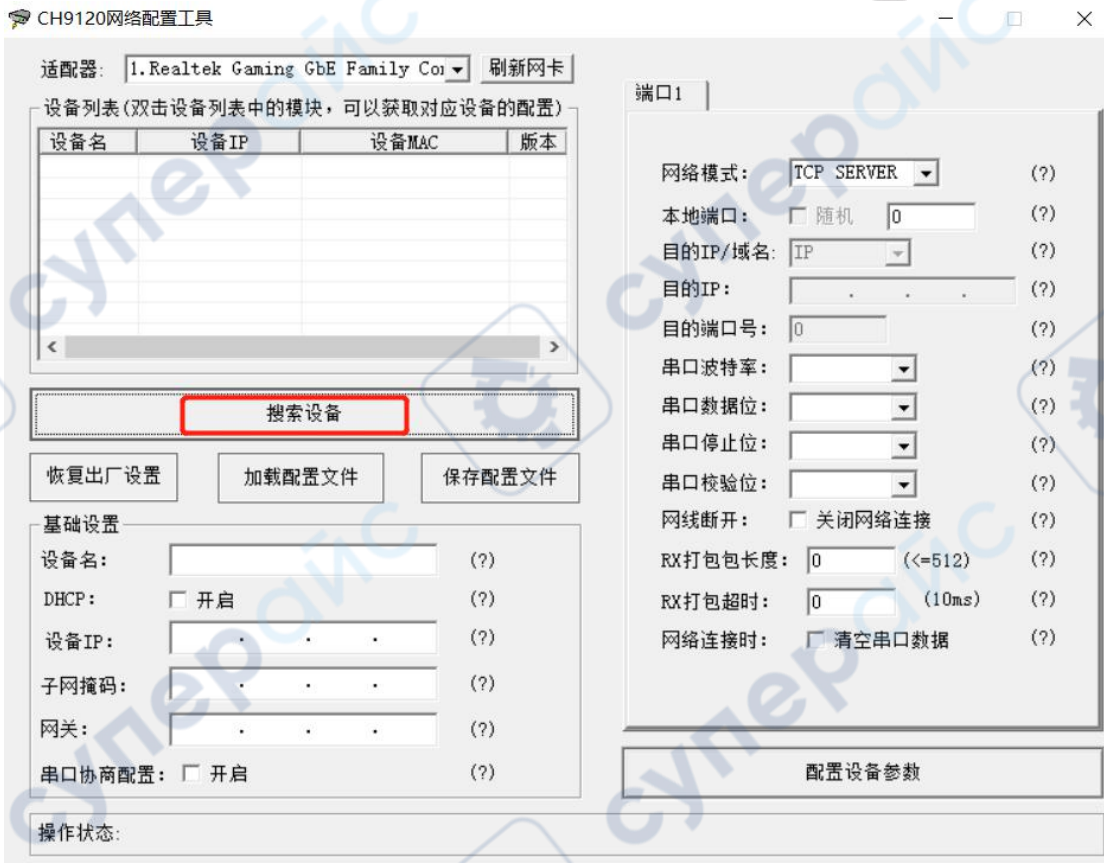 CH9120网络配置工具
适配器: 1.Realtek Gaming GbE Family Co 刷新网卡
设备列表(双击设备列表中的模块，可以获取对应设备的配置)
设备名 设备IP 设备MAC 版本
搜索设备
恢复出厂设置 加载配置文件 保存配置文件
基础设置
设备名: (?)
DHCP: 开启 (?)
设备IP: . . . (?)
子网掩码: . . . (?)
网关: . . . (?)
串口协商配置: 开启 (?)
端口1
网络模式: TCP SERVER (?)
本地端口: 随机 0 (?)
目的IP/域名: IP (?)
目的IP: . . . (?)
目的端口号: 0 (?)
串口波特率: (?)
串口数据位: (?)
串口停止位: (?)
串口校验位: (?)
网线断开: 关闭网络连接 (?)
RX打包包长度: 0 (<=512) (?)
RX打包超时: 0 (10ms) (?)
网络连接时: 清空串口数据 (?)
配置设备参数
操作状态:
суперайс
суперайс
суперайс
суперайс